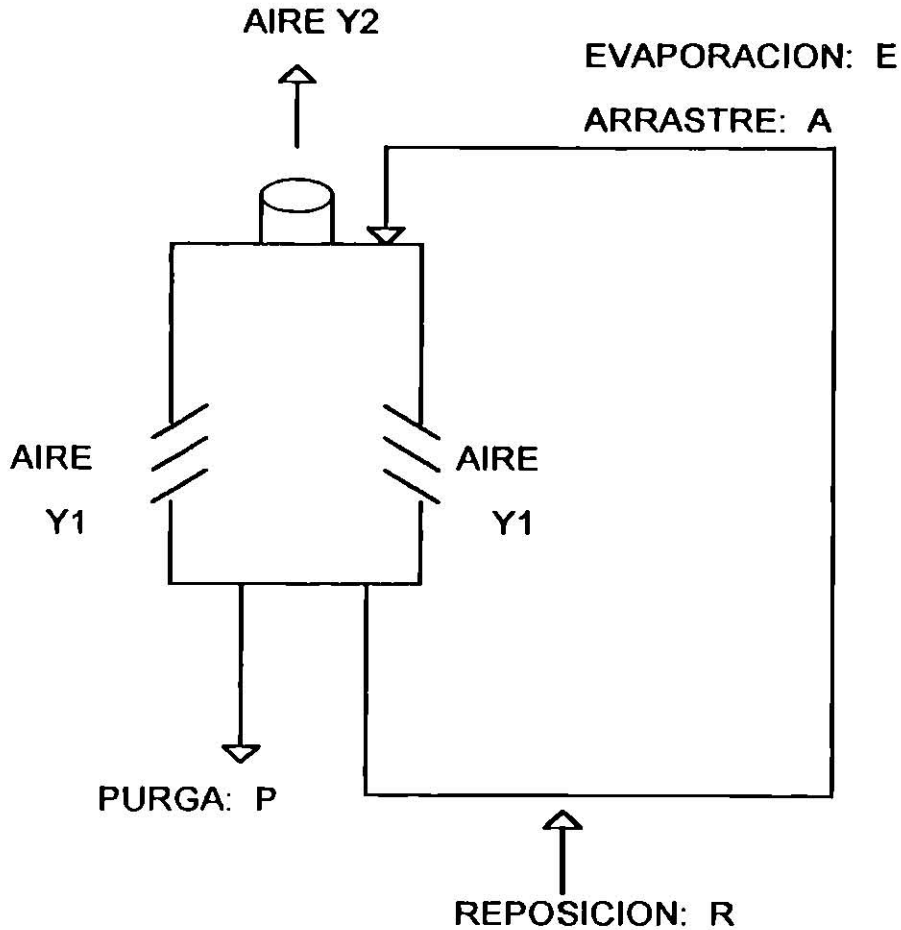 AIRE Y2
EVAPORACION: E
ARRASTRE: A
AIRE
Y1
AIRE
Y1
PURGA: P
REPOSICION: R